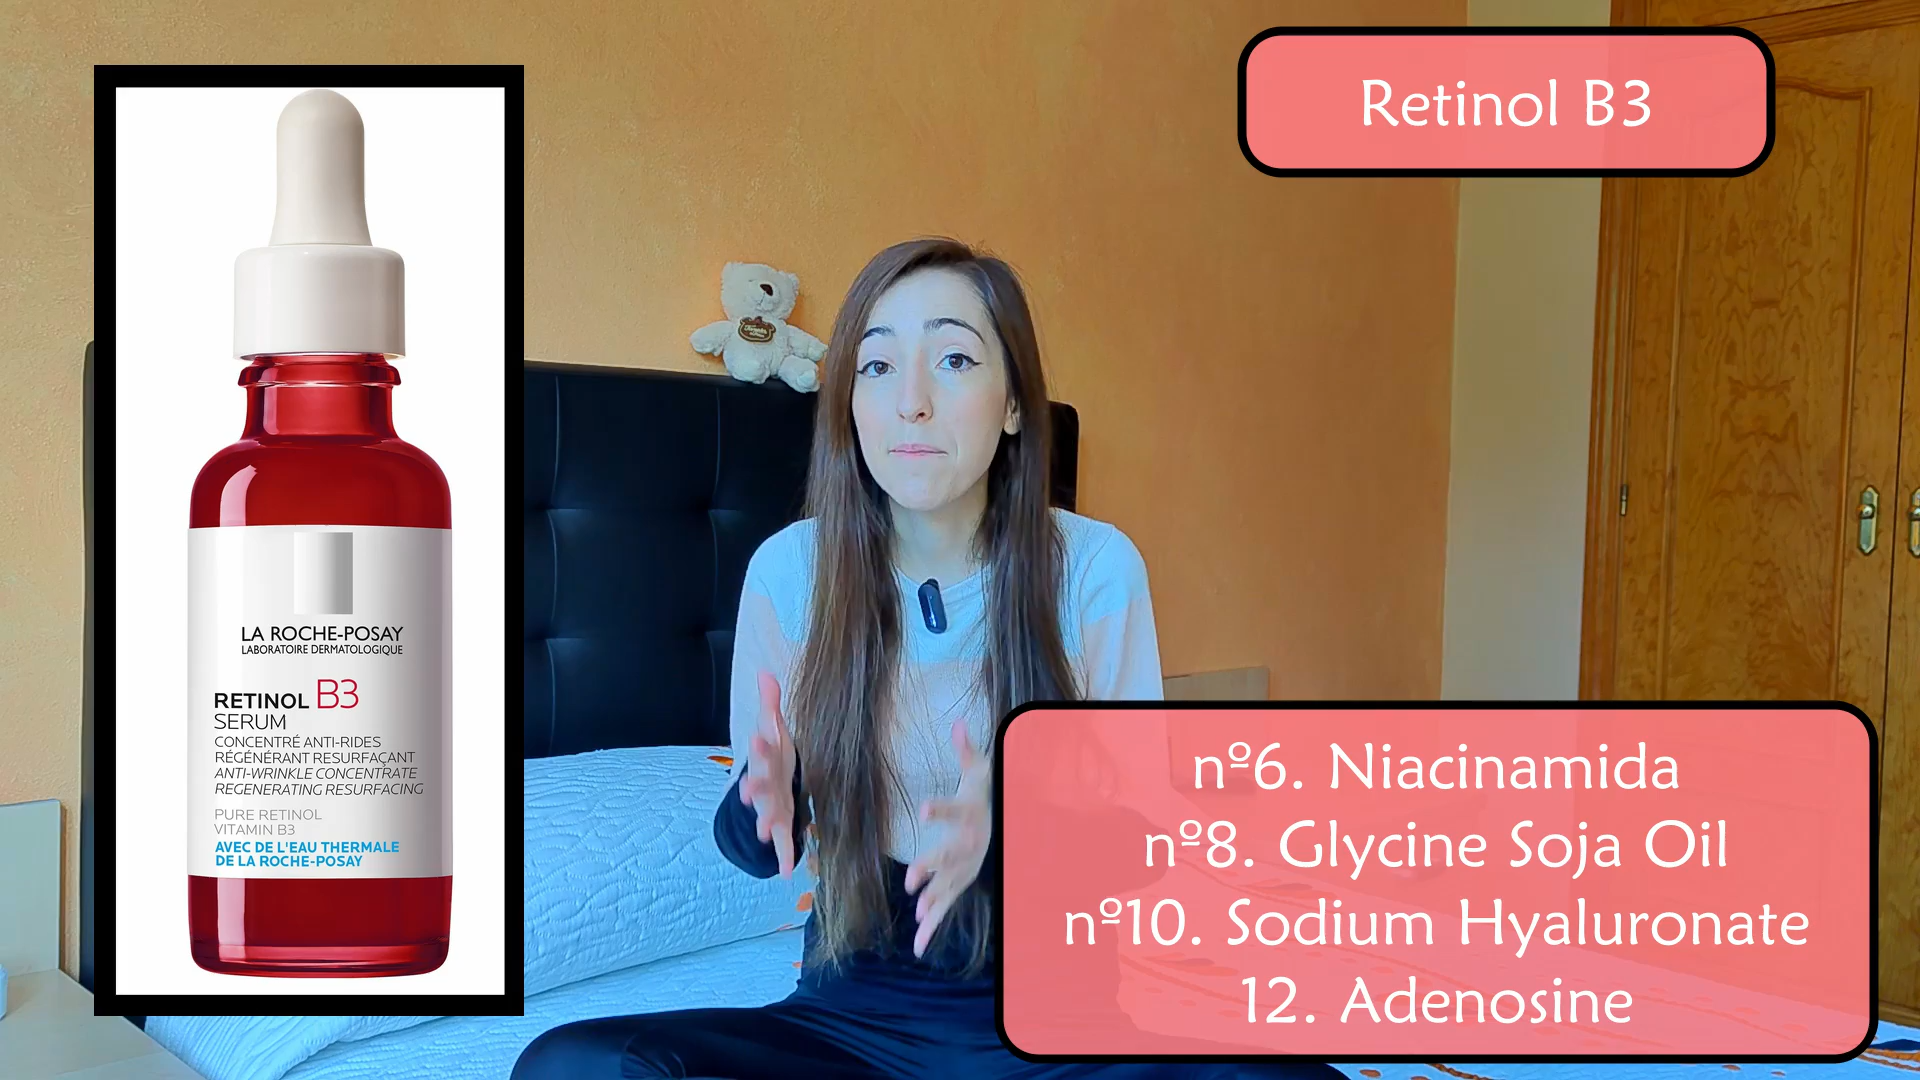 Retinol B3
LA ROCHE-POSAY
LABORATOIRE DERMATOLOGIQUE
RETINOL B3
SERUM
CONCENTRÉ ANTI-RIDES
RÉGÉNÉRANT RESURFAÇANT
ANTI-WRINKLE CONCENTRATE
REGENERATING RESURFACING
PURE RETINOL
VITAMIN B3
AVEC DE L'EAU THERMALE
DE LA ROCHE-POSAY
nº6. Niacinamida
nº8. Glycine Soja Oil
nº10. Sodium Hyaluronate
12. Adenosine